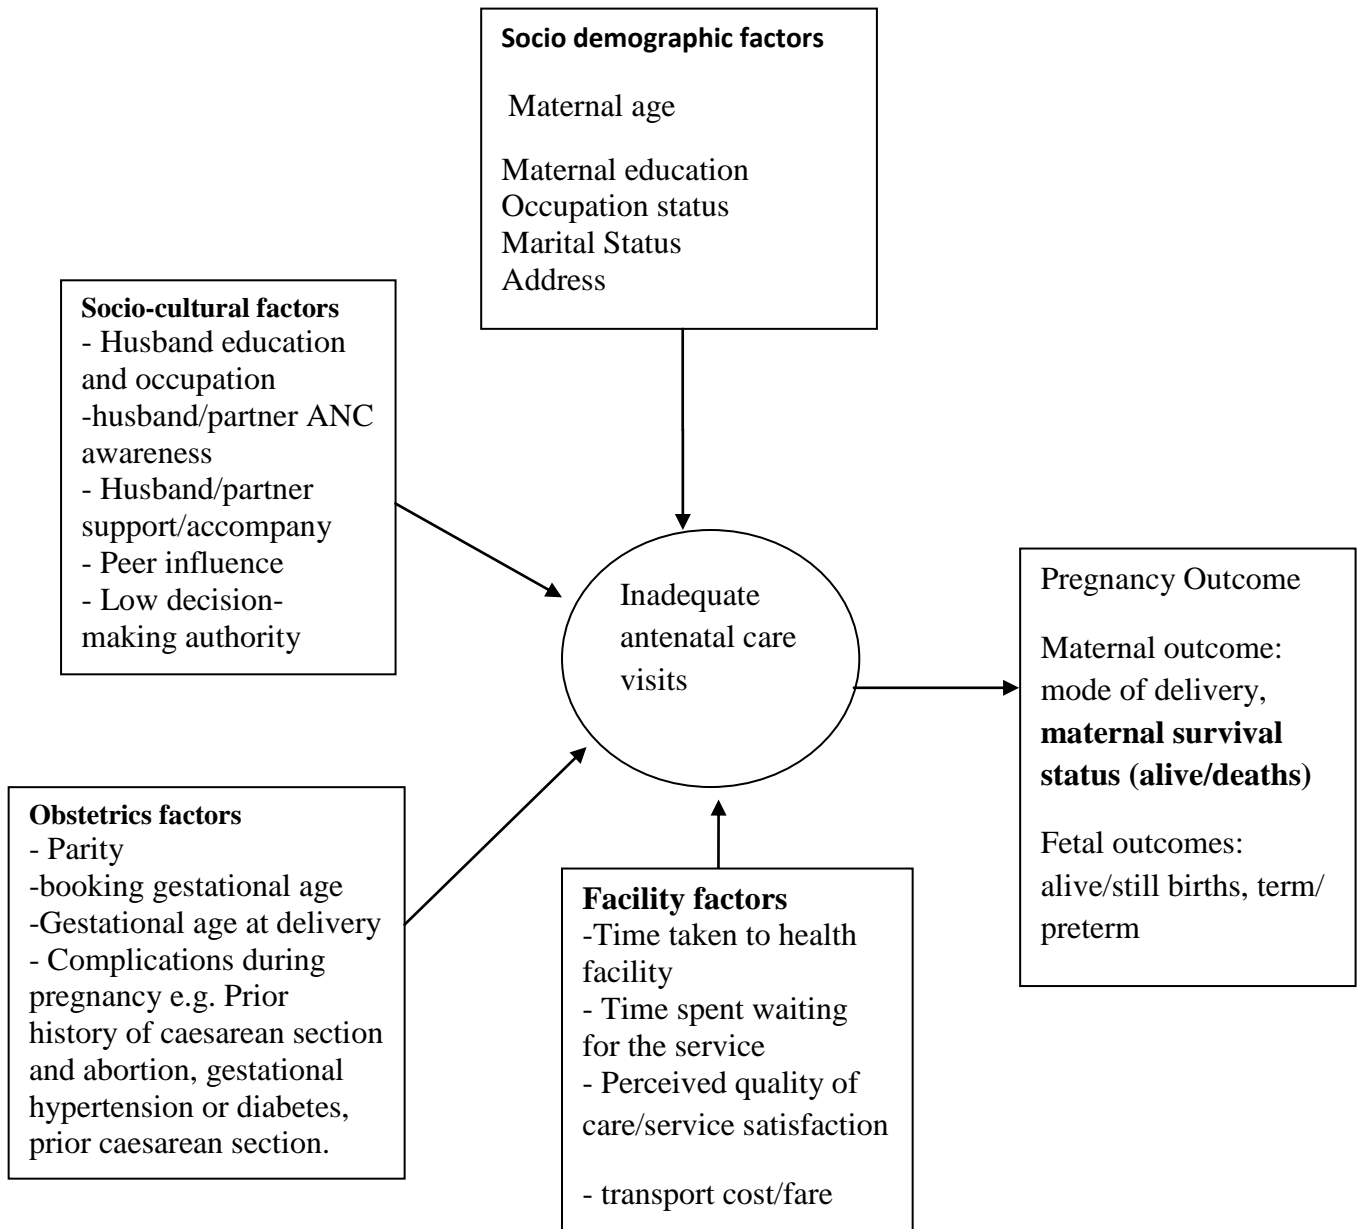 Socio demographic factors
Maternal age
Maternal education
Occupation status
Marital Status
Address
Socio-cultural factors
- Husband education
and occupation
-husband/partner ANC
awareness
- Husband/partner
support/accompany
- Peer influence
- Low decision-
making authority
Inadequate
antenatal care
visits
Pregnancy Outcome
Maternal outcome:
mode of delivery,
maternal survival
status (alive/deaths)
Fetal outcomes:
alive/still births, term/
preterm
Obstetrics factors
- Parity
-booking gestational age
-Gestational age at delivery
- Complications during
pregnancy e.g. Prior
history of caesarean section
and abortion, gestational
hypertension or diabetes,
prior caesarean section.
Facility factors
-Time taken to health
facility
- Time spent waiting
for the service
- Perceived quality of
care/service satisfaction
- transport cost/fare